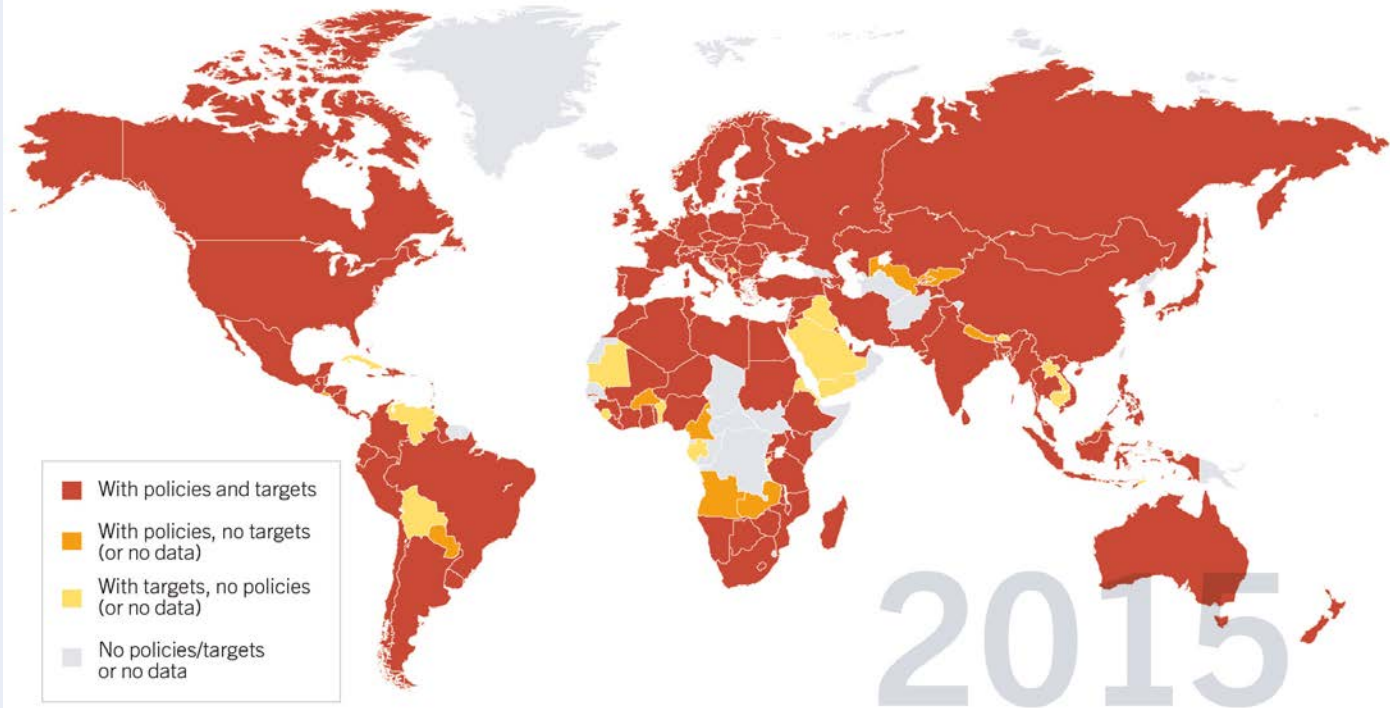 With policies and targets
With policies, no targets
(or no data)
With targets, no policies
(or no data)
No policies/targets
or no data
2015